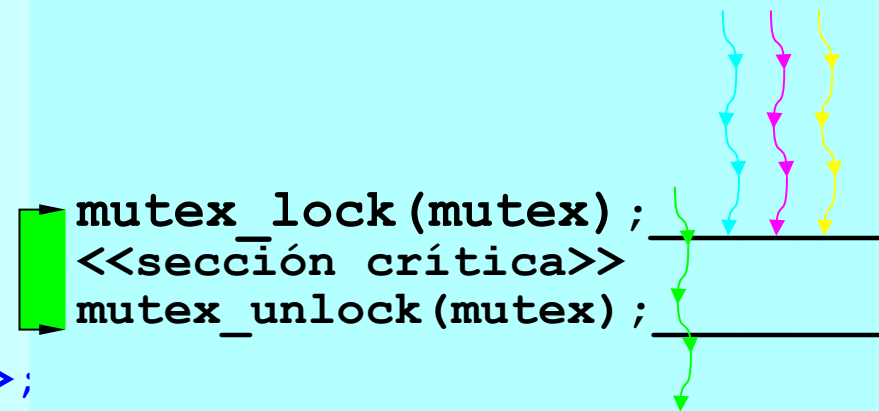 mutex_lock(mutex);
<<sección crítica>>
mutex_unlock(mutex);
>;